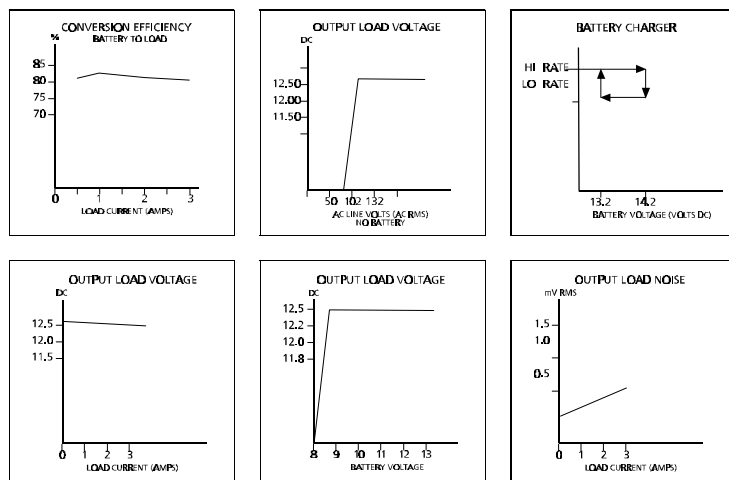 CONVERSION EFFICIENCY
BATTERY TO LOAD
%
85
80
75
70
0 1 2 3
LOAD CURRENT (AMPS)
OUTPUT LOAD VOLTAGE
DC
12.50
12.00
11.50
50 102 132
AC LINE VOLTS (AC RMS)
NO BATTERY
BATTERY CHARGER
HI RATE
LO RATE
13.2 14.2
BATTERY VOLTAGE (VOLTS DC)
OUTPUT LOAD VOLTAGE
DC
12.5
12.0
11.5
0 1 2 3
LOAD CURRENT (AMPS)
OUTPUT LOAD VOLTAGE
DC
12.5
12.2
12.0
11.8
8 9 10 11 12 13
BATTERY VOLTAGE
OUTPUT LOAD NOISE
mV RMS
1.5
1.0
0.5
0 1 2 3
LOAD CURRENT (AMPS)